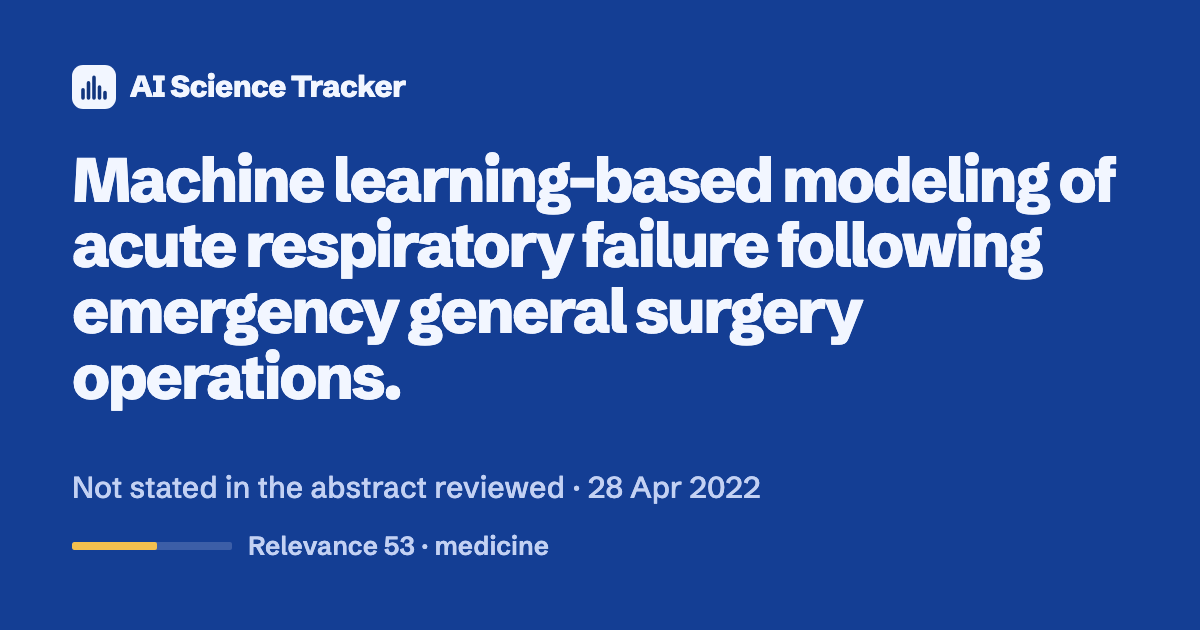 AI Science Tracker
Machine learning-based modeling of
acute respiratory failure following
emergency general surgery
operations.
Not stated in the abstract reviewed · 28 Apr 2022
Relevance 53 · medicine